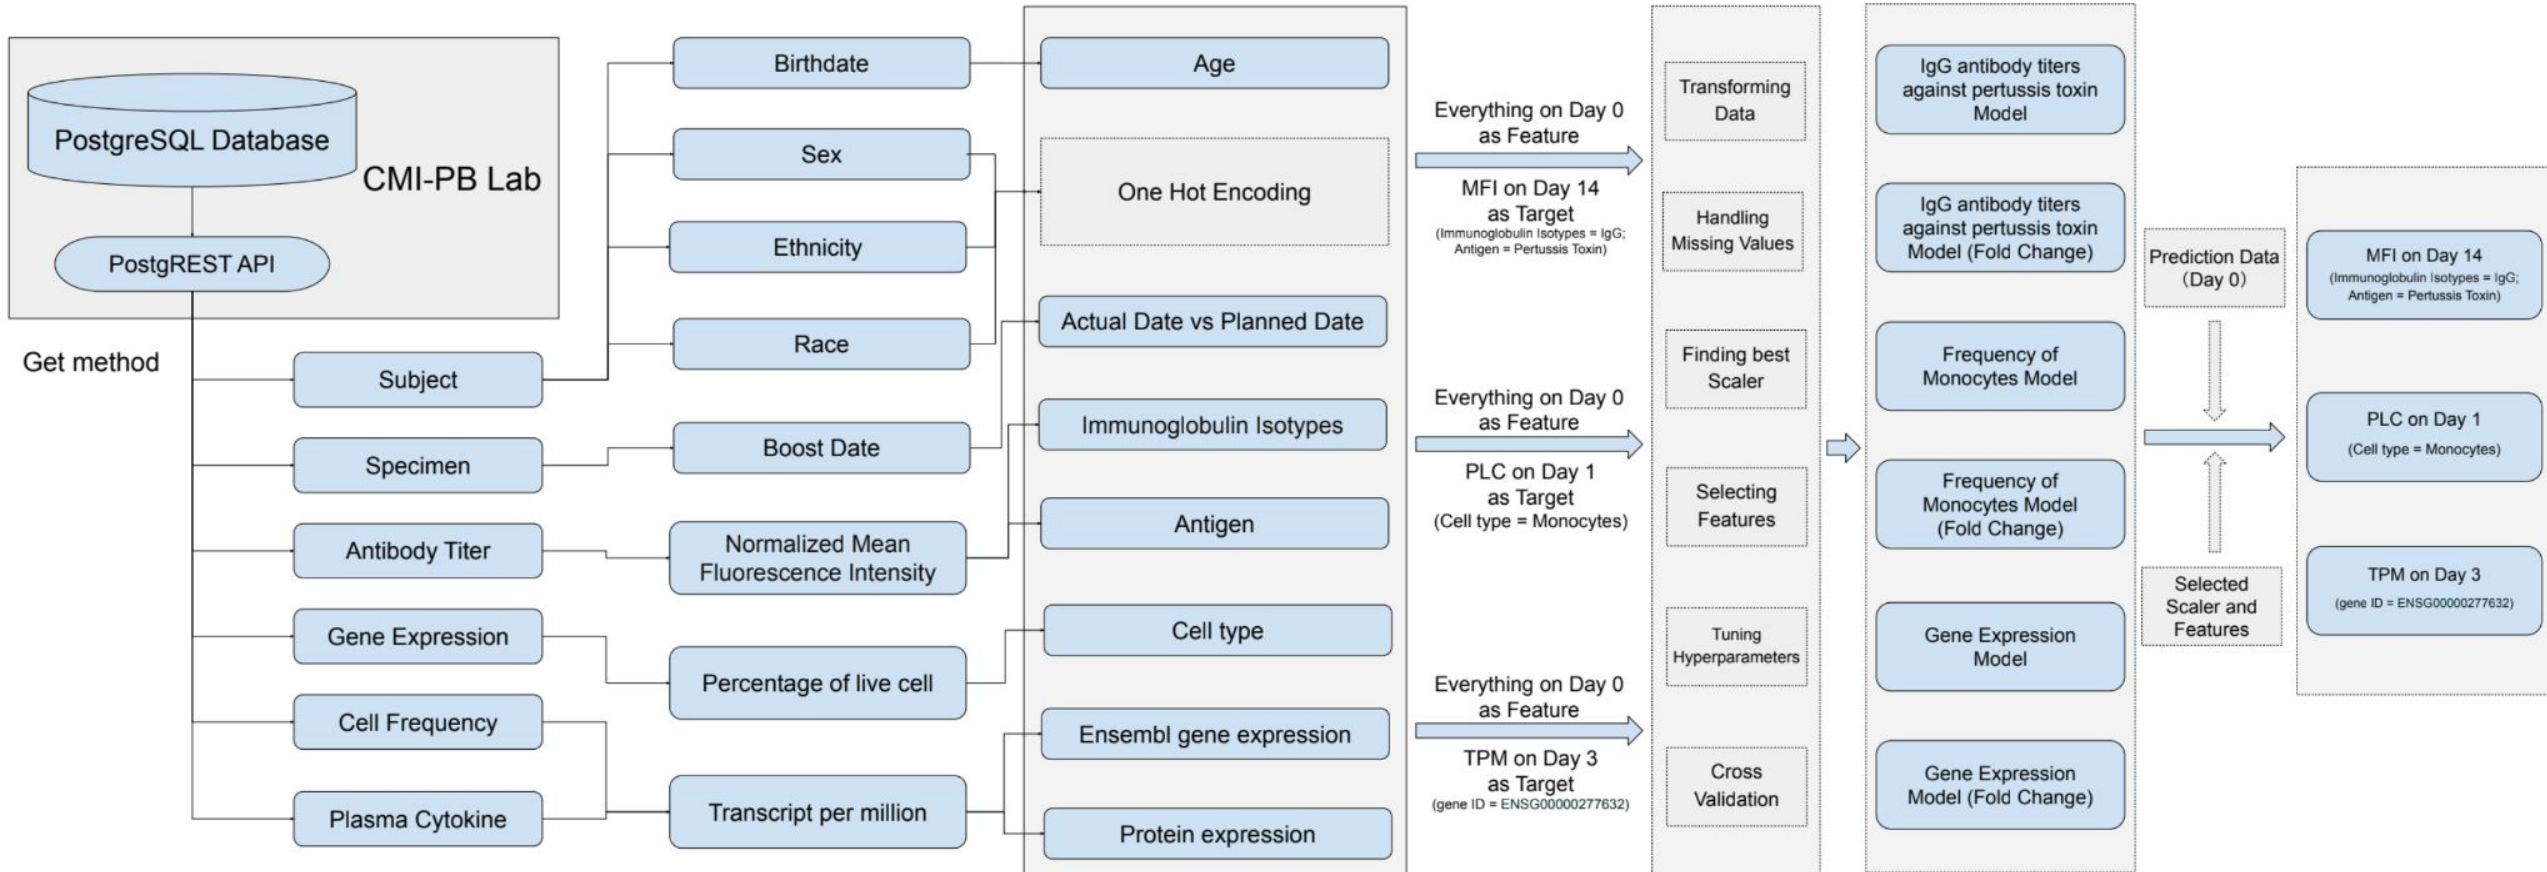 PostgreSQL Database
CMI-PB Lab
PostgREST API
Get method
Subject
Specimen
Antibody Titer
Gene Expression
Cell Frequency
Plasma Cytokine
Birthdate
Sex
Ethnicity
Race
Boost Date
Normalized Mean
Fluorescence Intensity
Percentage of live cell
Transcript per million
Age
One Hot Encoding
Actual Date vs Planned Date
Immunoglobulin Isotypes
Antigen
Cell type
Ensembl gene expression
Protein expression
Everything on Day 0
as Feature
MFI on Day 14
as Target
(Immunoglobulin Isotypes = IgG;
Antigen = Pertussis Toxin)
Everything on Day 0
as Feature
PLC on Day 1
as Target
(Cell type = Monocytes)
Everything on Day 0
as Feature
TPM on Day 3
as Target
(gene ID = ENSG00000277632)
Transforming
Data
Handling
Missing Values
Finding best
Scaler
Selecting
Features
Tuning
Hyperparameters
Cross
Validation
IgG antibody titers
against pertussis toxin
Model
IgG antibody titers
against pertussis toxin
Model (Fold Change)
Frequency of
Monocytes Model
Frequency of
Monocytes Model
(Fold Change)
Gene Expression
Model
Gene Expression
Model (Fold Change)
Prediction Data
(Day 0)
Selected
Scaler and
Features
MFI on Day 14
(Immunoglobulin Isotypes = IgG;
Antigen = Pertussis Toxin)
PLC on Day 1
(Cell type = Monocytes)
TPM on Day 3
(gene ID = ENSG00000277632)